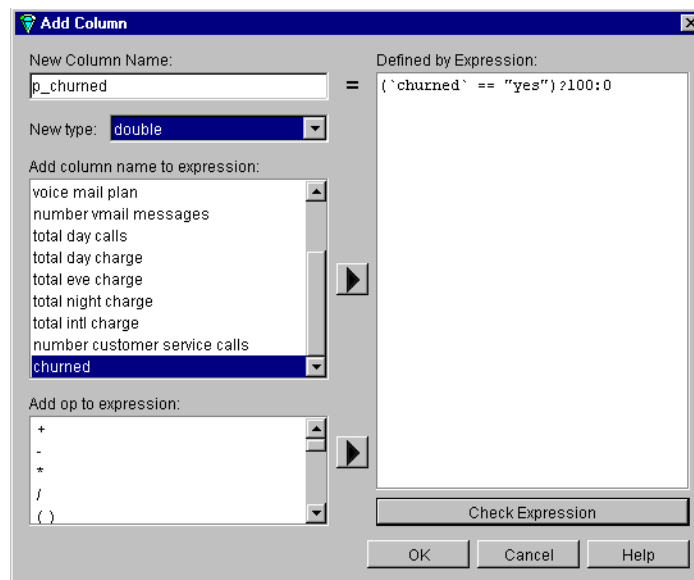 Add Column
New Column Name:
p_churned
=
New type:
double
Add column name to expression:
voice mail plan
number vmail messages
total day calls
total day charge
total eve charge
total night charge
total intl charge
number customer service calls
churned
Add op to expression:
+
-
*
/
( )
Defined by Expression:
(`churned` == "yes")?100:0
Check Expression
OK
Cancel
Help